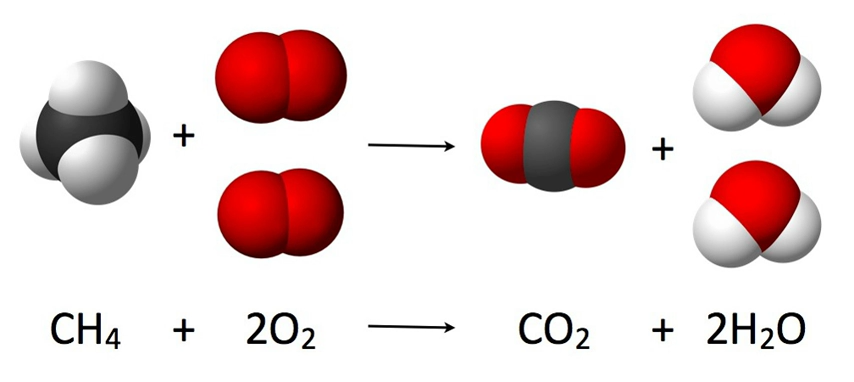 + +
CH₄ + 2O₂ ⟶ CO₂ + 2H₂O